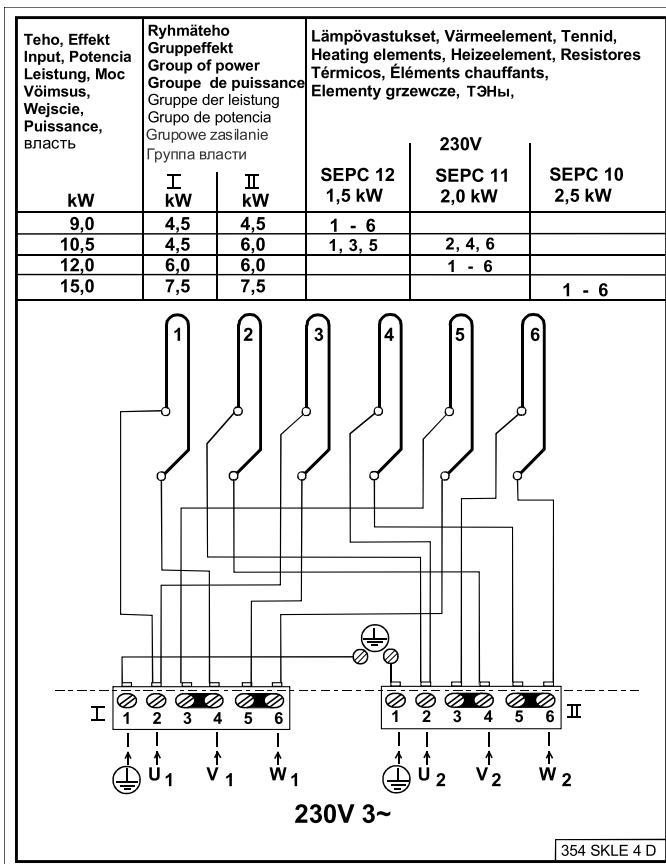 Teho, Effekt
Input, Potencia
Leistung, Moc
Vöimsus,
Wejscie,
Puissance,
власть
kW
Ryhmäteho
Gruppeffekt
Group of power
Groupe de puissance
Gruppe der leistung
Grupo de potencia
Grupowe zasilanie
Группа власти
I II
kW kW
Lämpövastukset, Värmeelement, Tennid,
Heating elements, Heizeelement, Resistores
Térmicos, Éléments chauffants,
Elementy grzewcze, ТЭНы,
230V
SEPC 12 SEPC 11 SEPC 10
1,5 kW 2,0 kW 2,5 kW
9,0 4,5 4,5 1 - 6
10,5 4,5 6,0 1, 3, 5 2, 4, 6
12,0 6,0 6,0 1 - 6
15,0 7,5 7,5 1 - 6
1 2 3 4 5 6
I 1 2 3 4 5 6 1 2 3 4 5 6 II
U1 V1 W1 U2 V2 W2
230V 3~
354 SKLE 4 D